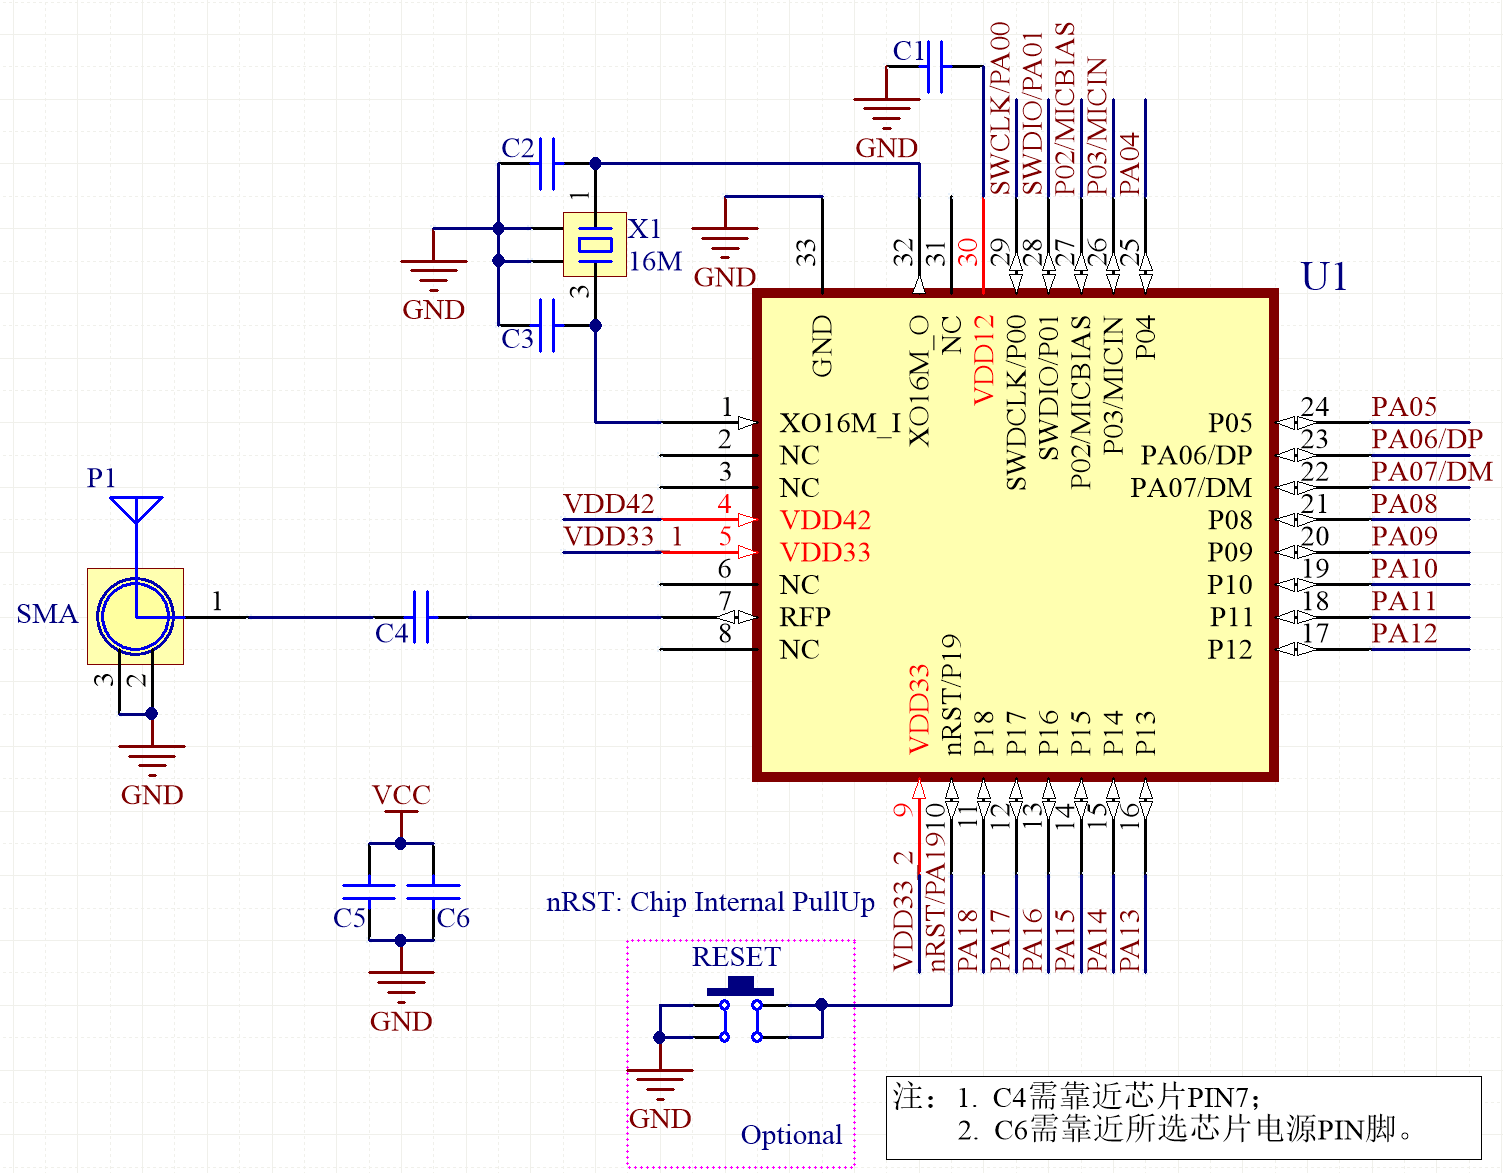 C1
GND
SWCLK/PA00
SWDIO/PA01
P02/MICBIAS
P03/MICIN
PA04
C2
1
X1
16M
3
C3
GND
GND
33
32
31
30
29
28
27
26
25
U1
GND
XO16M_O
NC
VDD12
SWDCLK/P00
SWDIO/P01
P02/MICBIAS
P03/MICIN
P04
1 XO16M_I
2 NC
3 NC
VDD42 4 VDD42
VDD33_1 5 VDD33
6 NC
7 RFP
8 NC
P05 24 PA05
PA06/DP 23 PA06/DP
PA07/DM 22 PA07/DM
P08 21 PA08
P09 20 PA09
P10 19 PA10
P11 18 PA11
P12 17 PA12
P1
SMA
1
C4
3
2
GND
VDD33
nRST/P19
P18
P17
P16
P15
P14
P13
9
10
11
12
13
14
15
16
VDD33_2
nRST/PA19
PA18
PA17
PA16
PA15
PA14
PA13
VCC
C5
C6
GND
nRST: Chip Internal PullUp
RESET
GND
Optional
注：1. C4需靠近芯片PIN7；
2. C6需靠近所选芯片电源PIN脚。